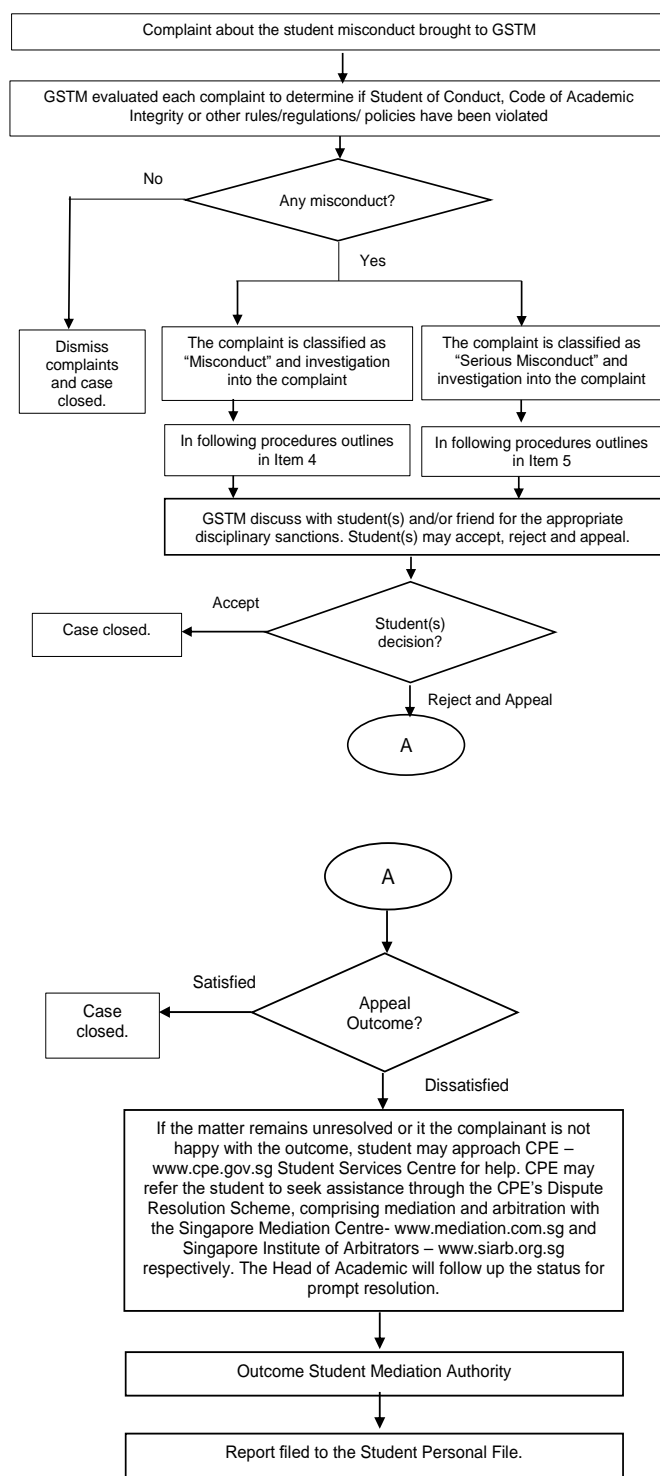 Complaint about the student misconduct brought to GSTM
GSTM evaluated each complaint to determine if Student of Conduct, Code of Academic
Integrity or other rules/regulations/ policies have been violated
No
Any misconduct?
Yes
Dismiss
complaints
and case
closed.
The complaint is classified as
“Misconduct” and investigation
into the complaint
The complaint is classified as
“Serious Misconduct” and
investigation into the complaint
In following procedures outlines
in Item 4
In following procedures outlines
in Item 5
GSTM discuss with student(s) and/or friend for the appropriate
disciplinary sanctions. Student(s) may accept, reject and appeal.
Accept
Case closed.
Student(s)
decision?
Reject and Appeal
A
A
Satisfied
Case
closed.
Appeal
Outcome?
Dissatisfied
If the matter remains unresolved or it the complainant is not
happy with the outcome, student may approach CPE –
www.cpe.gov.sg Student Services Centre for help. CPE may
refer the student to seek assistance through the CPE’s Dispute
Resolution Scheme, comprising mediation and arbitration with
the Singapore Mediation Centre- www.mediation.com.sg and
Singapore Institute of Arbitrators – www.siarb.org.sg
respectively. The Head of Academic will follow up the status for
prompt resolution.
Outcome Student Mediation Authority
Report filed to the Student Personal File.